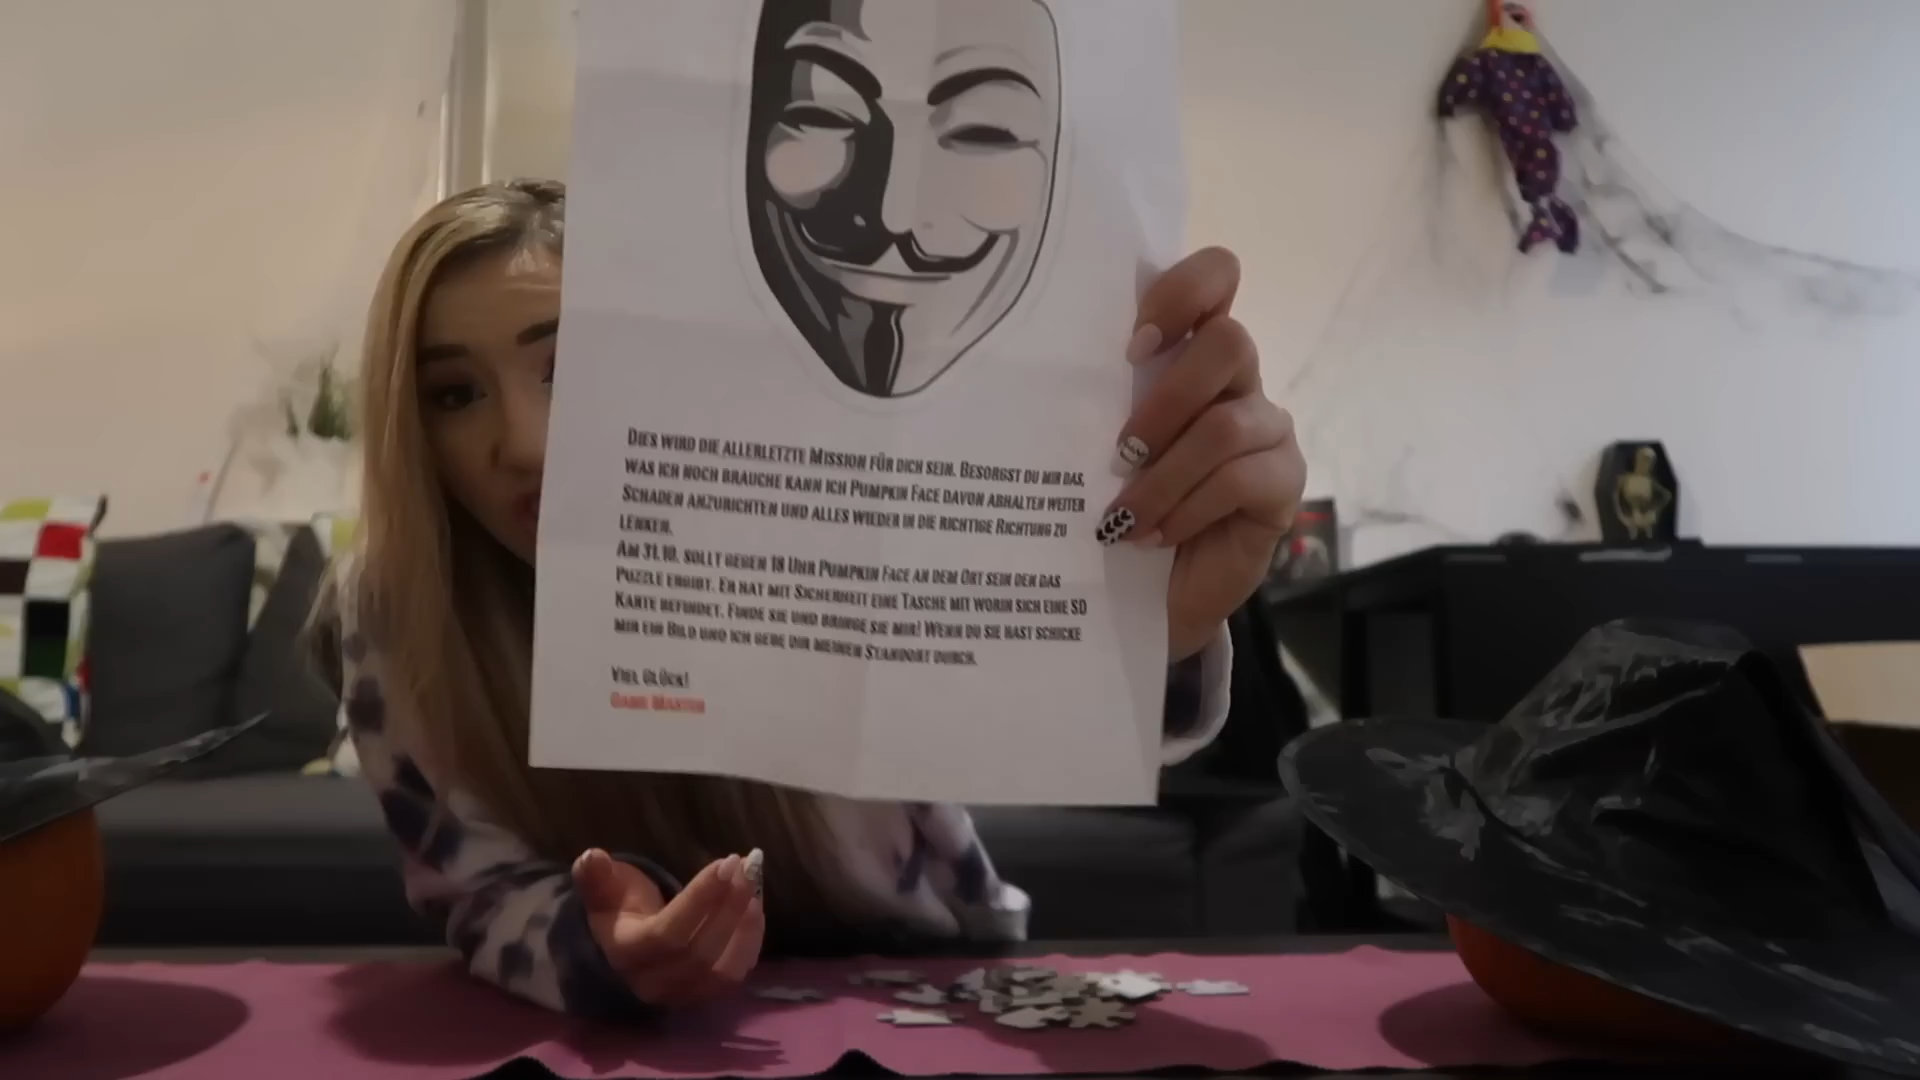 Dies wird die allerletzte Mission für dich sein. Besorgst du mir das,
was ich noch brauche kann ich Pumpkin Face davon abhalten weiter
Schaden anzurichten und alles wieder in die richtige Richtung zu
lenken.
Am 31.10. sollt gegen 18 Uhr Pumpkin Face an dem Ort sein den das
Puzzle ergibt. Er hat mit Sicherheit eine Tasche mit worin sich eine SD
Karte befindet. Finde sie und bringe sie mir! Wenn du sie hast schicke
mir ein Bild und ich gebe dir meinen Standort durch.
Viel Glück!
Game Master